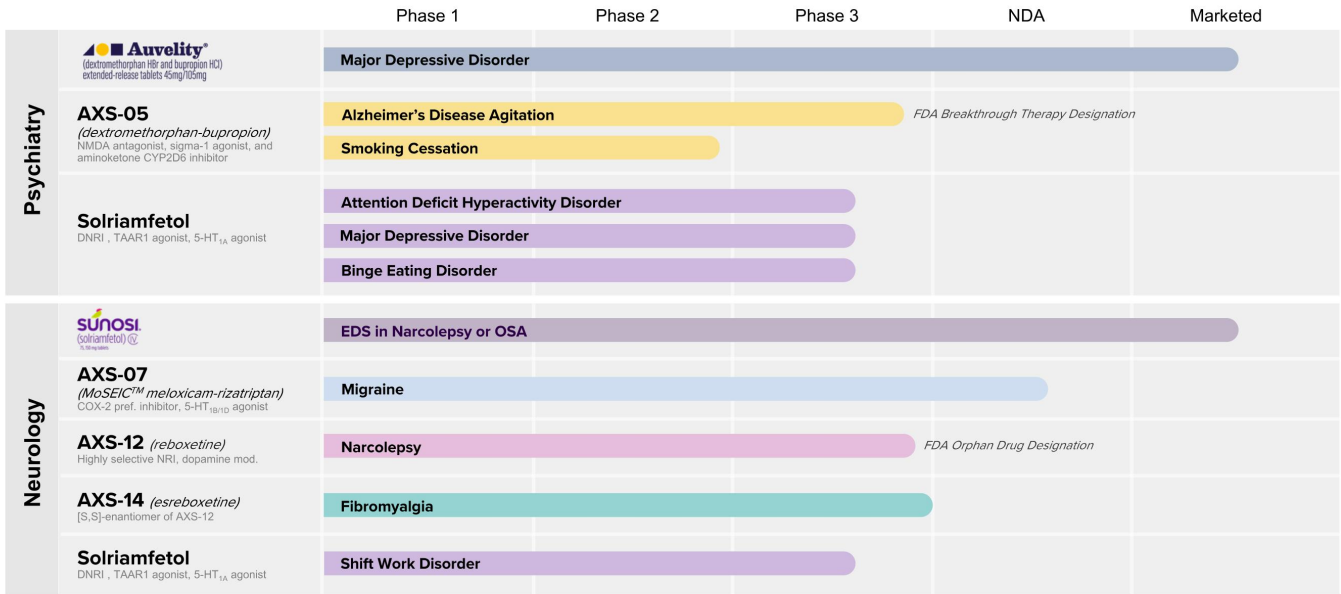 Phase 1 Phase 2 Phase 3 NDA Marketed
Psychiatry
Auvelity®
(dextromethorphan HBr and bupropion HCl)
extended-release tablets 45mg/105mg
Major Depressive Disorder
AXS-05
(dextromethorphan-bupropion)
NMDA antagonist, sigma-1 agonist, and
aminoketone CYP2D6 inhibitor
Alzheimer's Disease Agitation
FDA Breakthrough Therapy Designation
Smoking Cessation
Solriamfetol
DNRI , TAAR1 agonist, 5-HT1A agonist
Attention Deficit Hyperactivity Disorder
Major Depressive Disorder
Binge Eating Disorder
Neurology
sunosi.
(solriamfetol) IV
EDS in Narcolepsy or OSA
AXS-07
(MoSEIC™ meloxicam-rizatriptan)
COX-2 pref. inhibitor, 5-HT1B/1D agonist
Migraine
AXS-12 (reboxetine)
Highly selective NRI, dopamine mod.
Narcolepsy
FDA Orphan Drug Designation
AXS-14 (esreboxetine)
[S,S]-enantiomer of AXS-12
Fibromyalgia
Solriamfetol
DNRI , TAAR1 agonist, 5-HT1A agonist
Shift Work Disorder